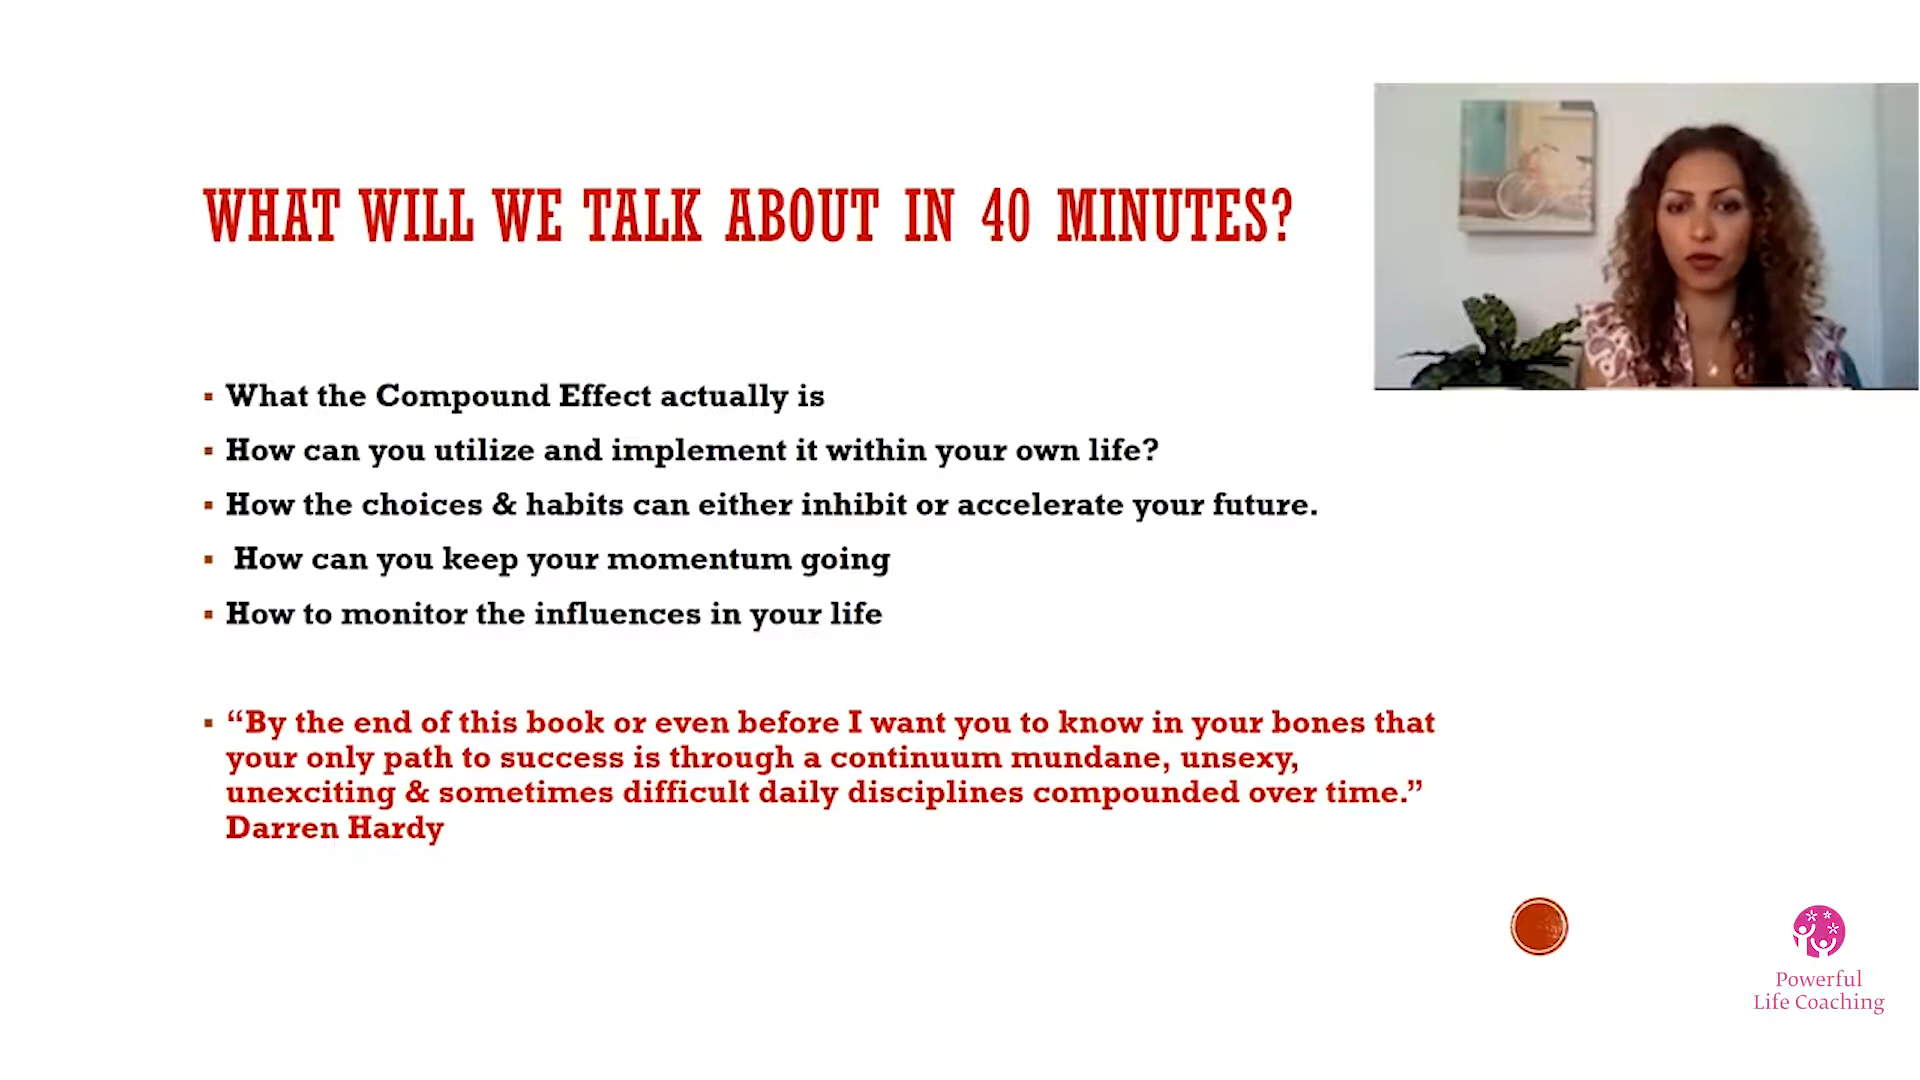 WHAT WILL WE TALK ABOUT IN 40 MINUTES?
▪ What the Compound Effect actually is
▪ How can you utilize and implement it within your own life?
▪ How the choices & habits can either inhibit or accelerate your future.
▪ How can you keep your momentum going
▪ How to monitor the influences in your life
▪ “By the end of this book or even before I want you to know in your bones that
your only path to success is through a continuum mundane, unsexy,
unexciting & sometimes difficult daily disciplines compounded over time.”
Darren Hardy
Powerful
Life Coaching